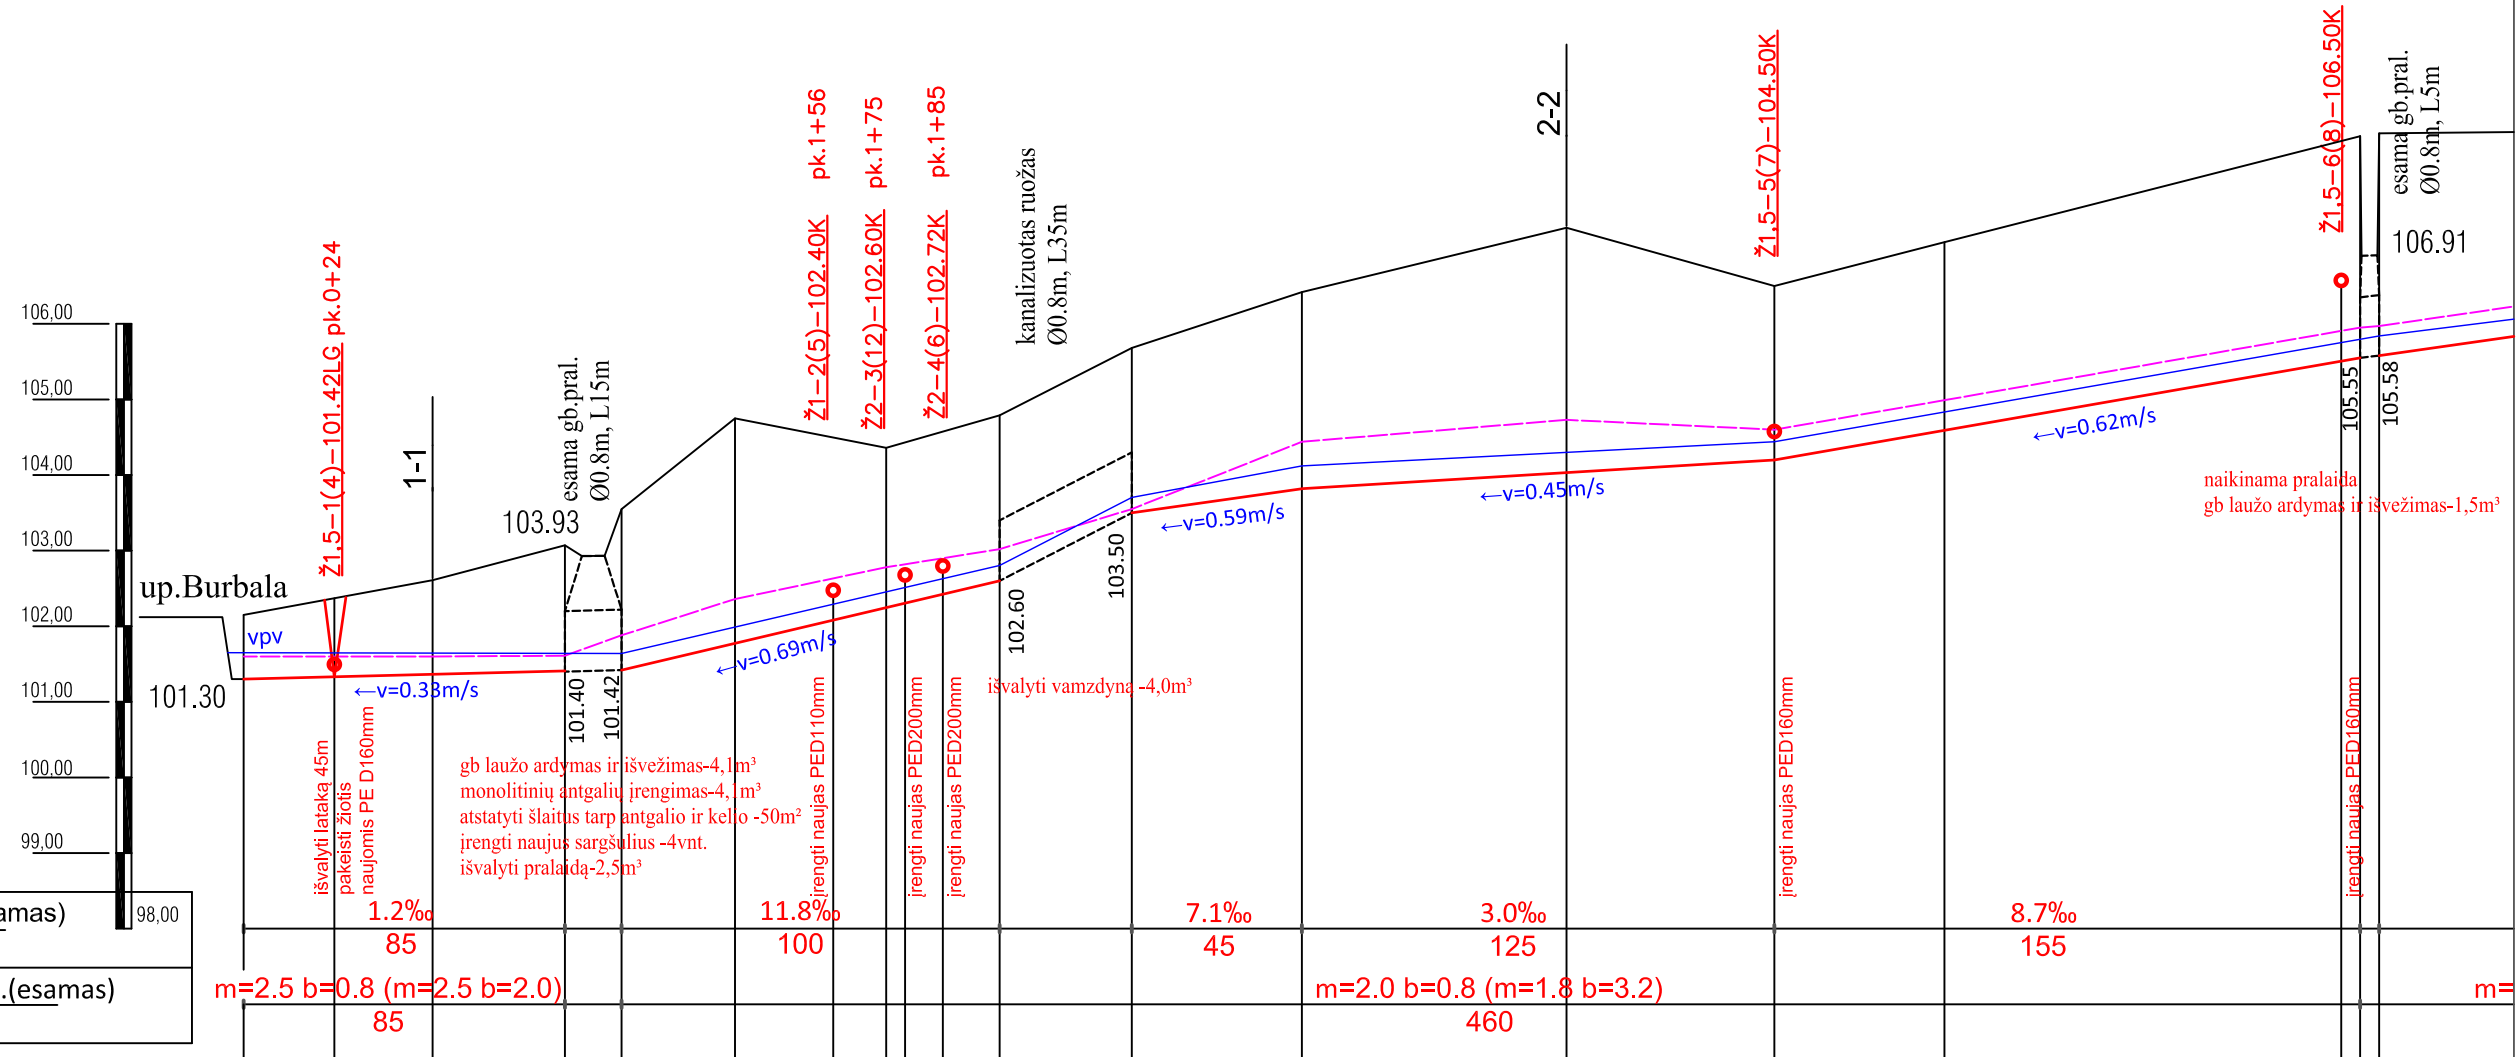 Ž1.5-1(4)-101.42LG pk.0+24
1-1
103.93
esama gb.pral.
Ø0.8m, L15m
Ž1-2(5)-102.40K pk.1+56
Ž2-3(12)-102.60K pk.1+75
Ž2-4(6)-102.72K pk.1+85
kanalizuotas ruožas
Ø0.8m, L35m
2-2
Ž1.5-5(7)-104.50K
Ž1.5-6(8)-106.50K
esama gb.pral.
Ø0.8m, L5m
106.91
106,00
105,00
104,00
103,00
102,00
101,00
100,00
99,00
98,00
up.Burbala
vpv
101.30
←v=0.33m/s
101.40
101.42
←v=0.69m/s
102.60
103.50
←v=0.59m/s
←v=0.45m/s
←v=0.62m/s
105.55
105.58
naikinama pralaida
gb laužo ardymas ir išvežimas-1,5m³
išvalyti vamzdyną -4,0m³
išvalyti lataką 45m
pakeisti žiotis
naujomis PE D160mm
gb laužo ardymas ir išvežimas-4,1m³
monolitinių antgalių įrengimas-4,1m³
atstatyti šlaitus tarp antgalio ir kelio -50m²
įrengti naujus sargšulius -4vnt.
išvalyti pralaidą-2,5m³
įrengti naujas PED110mm
įrengti naujas PED200mm
įrengti naujas PED200mm
įrengti naujas PED160mm
įrengti naujas PED160mm
amas)
1.2‰
11.8‰
7.1‰
3.0‰
8.7‰
85
100
45
125
155
.(esamas)
m=2.5 b=0.8 (m=2.5 b=2.0)
m=2.0 b=0.8 (m=1.8 b=3.2)
m=
85
460